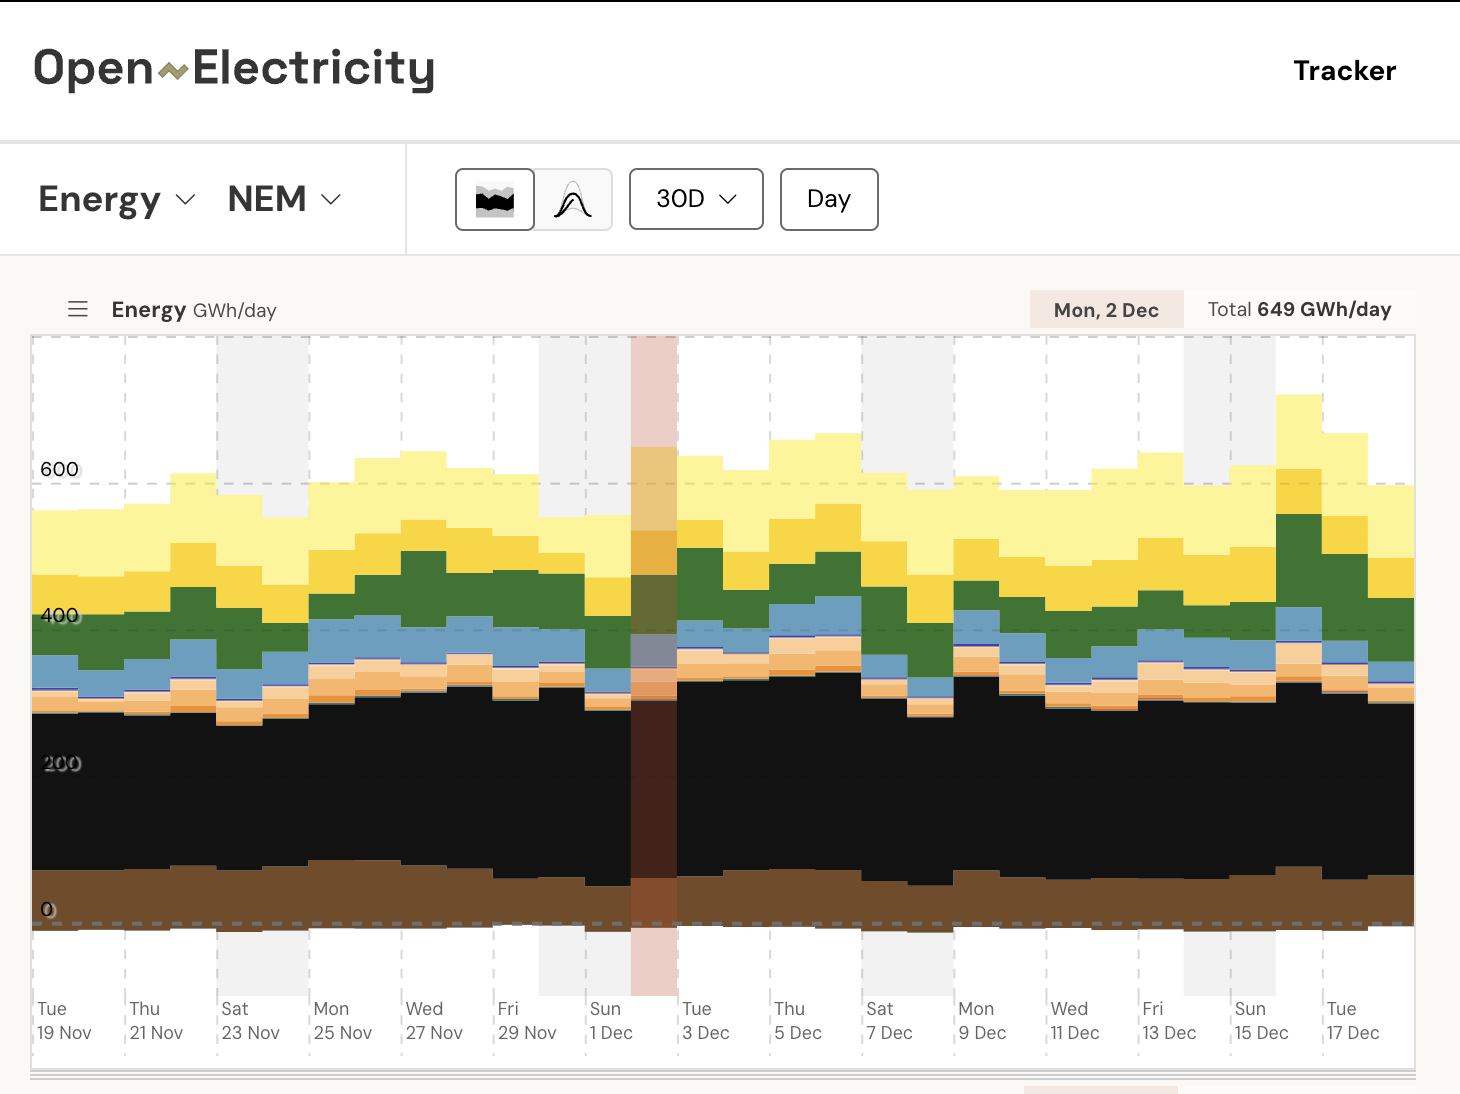 Open Electricity
Tracker
Energy NEM 30D Day
Energy GWh/day
Mon, 2 Dec Total 649 GWh/day
600
400
200
0
Tue Thu Sat Mon Wed Fri Sun Tue Thu Sat Mon Wed Fri Sun Tue
19 Nov 21 Nov 23 Nov 25 Nov 27 Nov 29 Nov 1 Dec 3 Dec 5 Dec 7 Dec 9 Dec 11 Dec 13 Dec 15 Dec 17 Dec